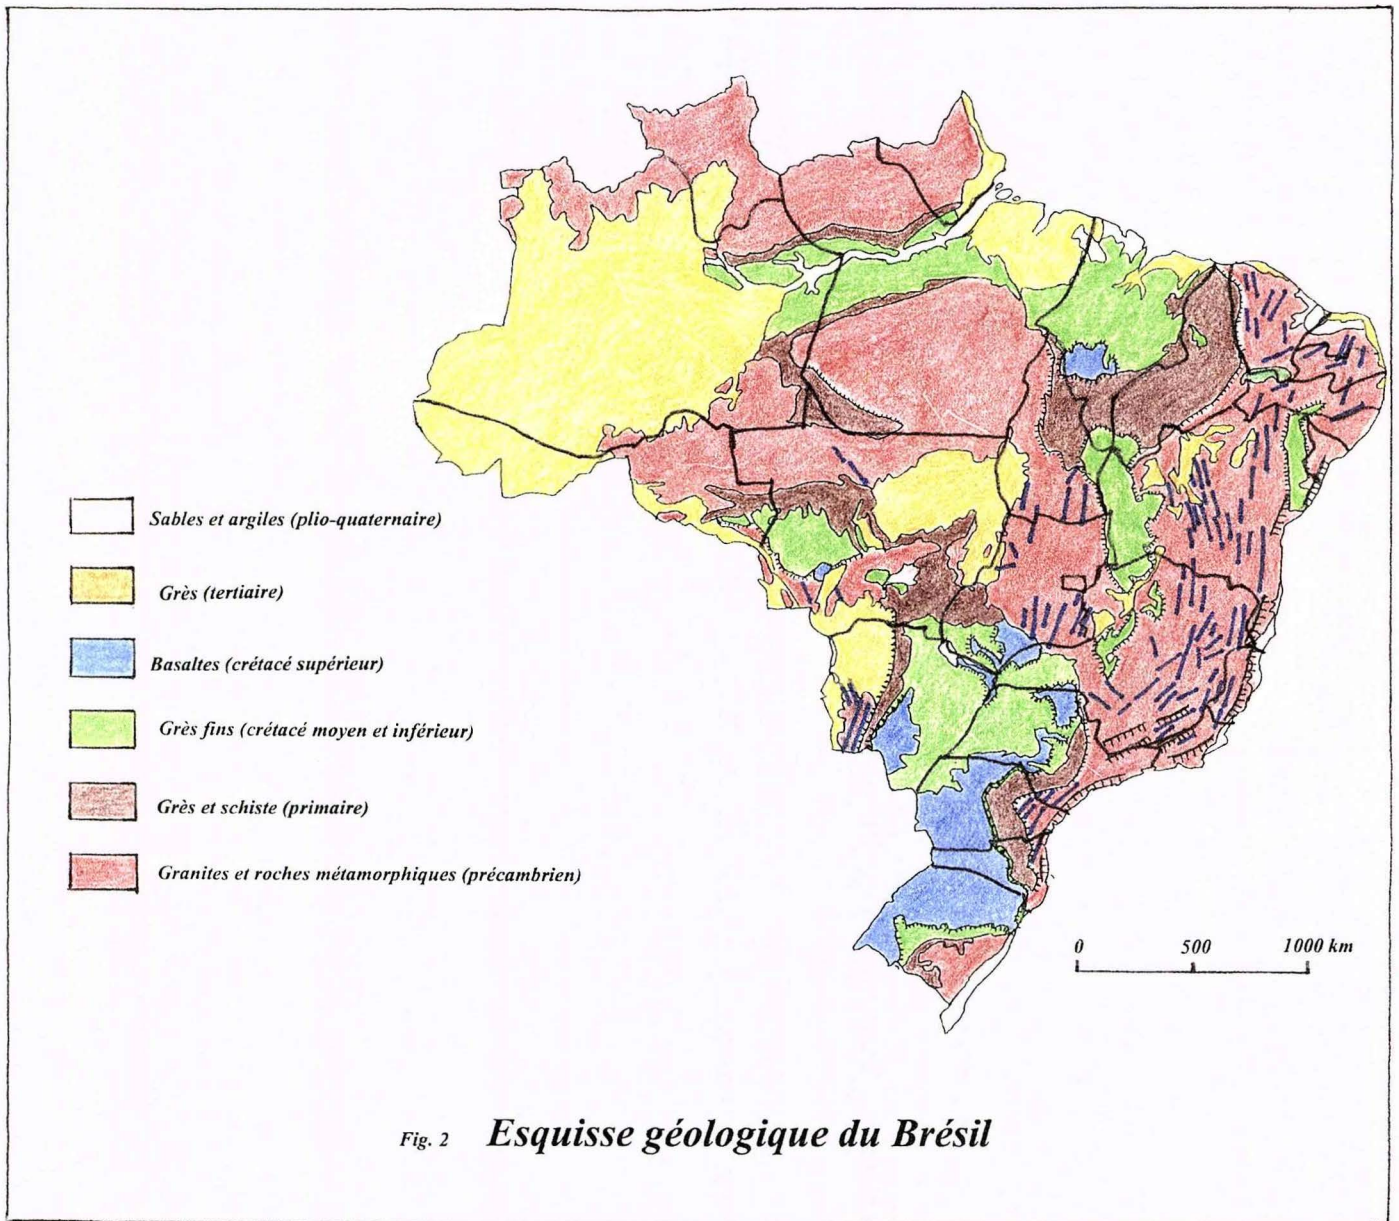 Sables et argiles (plio-quaternaire)
Grès (tertiaire)
Basaltes (crétacé supérieur)
Grès fins (crétacé moyen et inférieur)
Grès et schiste (primaire)
Granites et roches métamorphiques (précambrien)
0 500 1000 km
Fig. 2 Esquisse géologique du Brésil